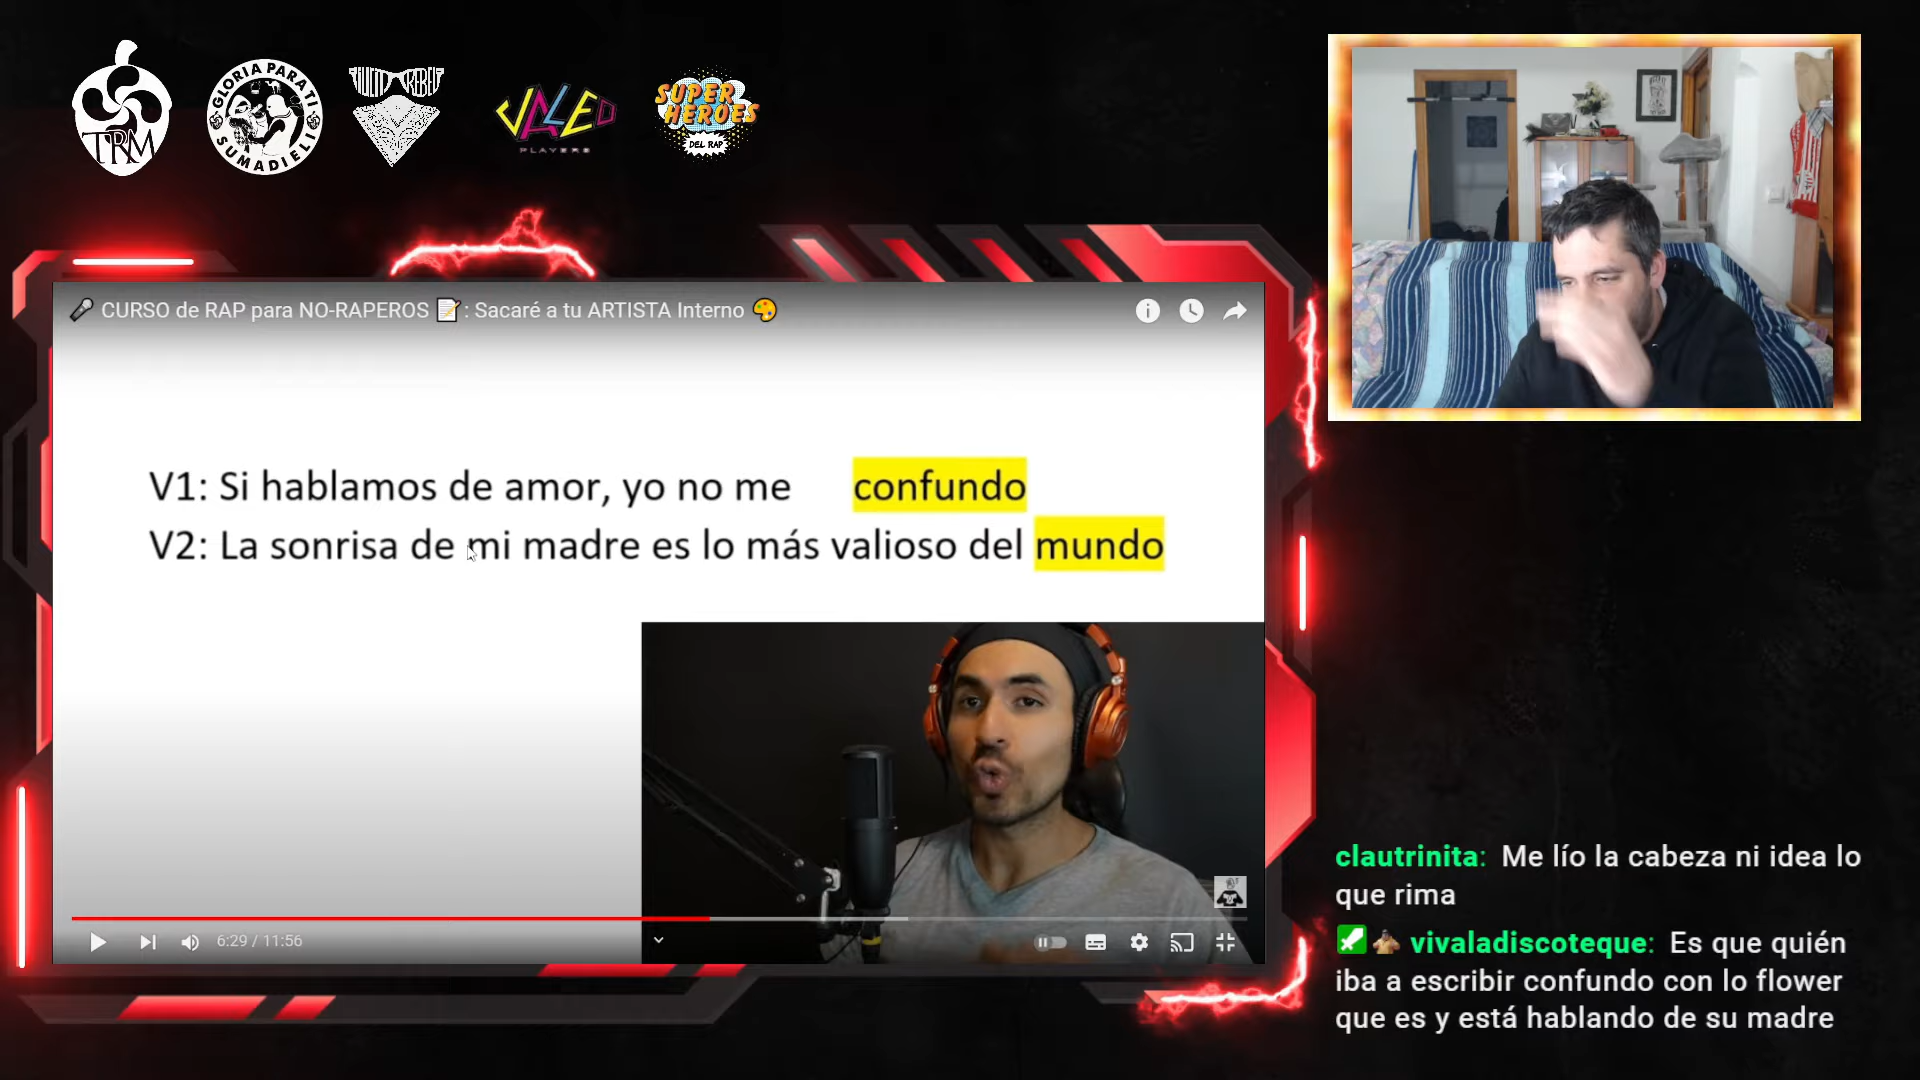 TRM
GLORIA PARATI
SUMADIELI
VALED
PLAYERS
SUPER
HEROES
DEL RAP
🎤 CURSO de RAP para NO-RAPEROS 📝: Sacaré a tu ARTISTA Interno 🎨
V1: Si hablamos de amor, yo no me confundo
V2: La sonrisa de mi madre es lo más valioso del mundo
6:29 / 11:56
clautrinita: Me lío la cabeza ni idea lo
que rima
vivaladiscoteque: Es que quién
iba a escribir confundo con lo flower
que es y está hablando de su madre